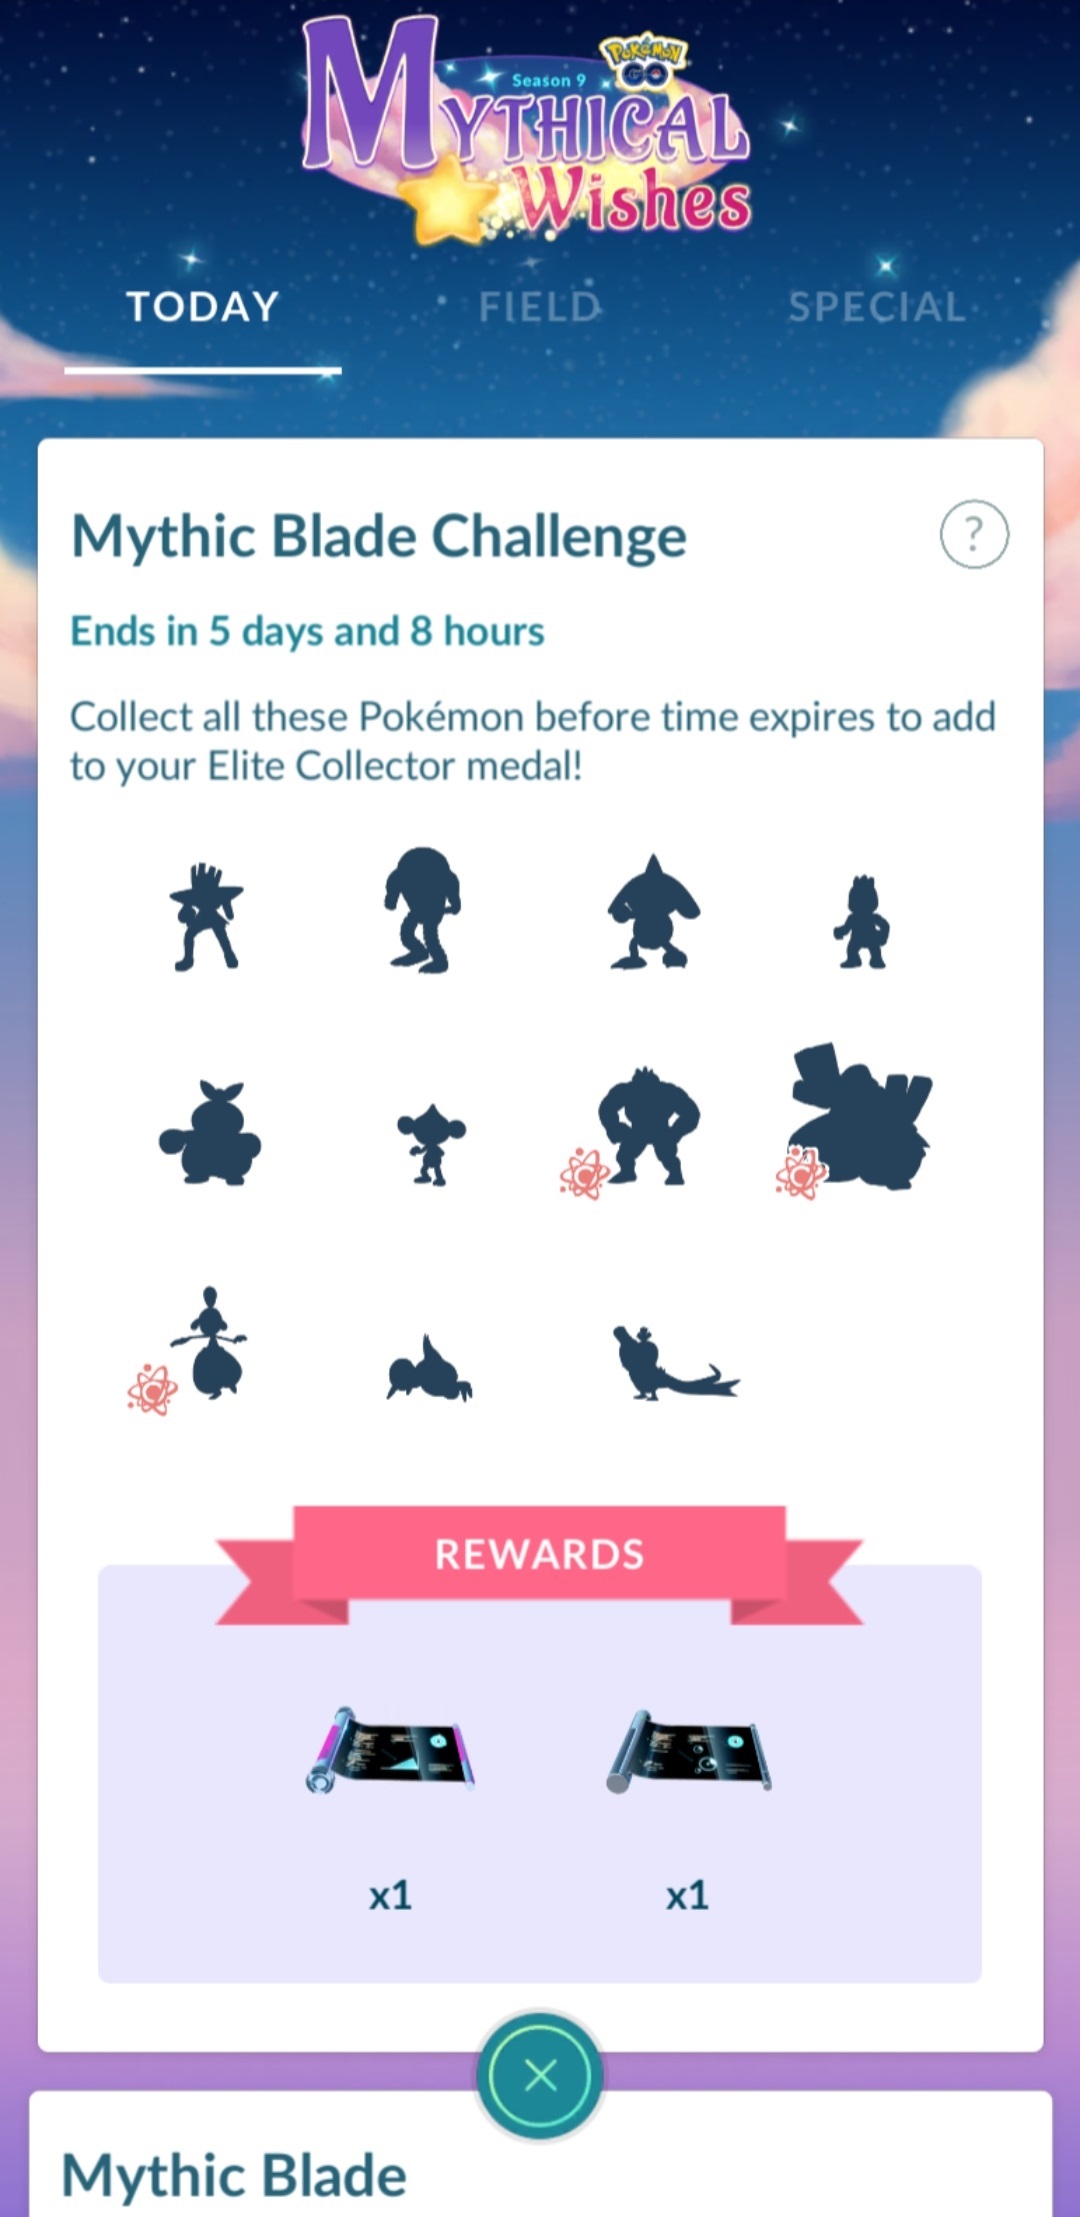 Pokémon
GO
Season 9
Mythical
Wishes
TODAY
FIELD
SPECIAL
Mythic Blade Challenge
?
Ends in 5 days and 8 hours
Collect all these Pokémon before time expires to add
to your Elite Collector medal!
REWARDS
x1
x1
Mythic Blade